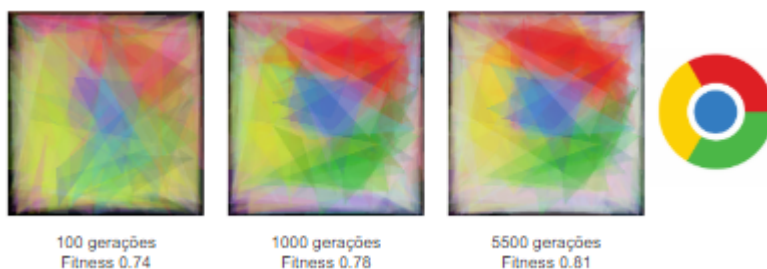 100 gerações
Fitness 0.74
1000 gerações
Fitness 0.78
5500 gerações
Fitness 0.81